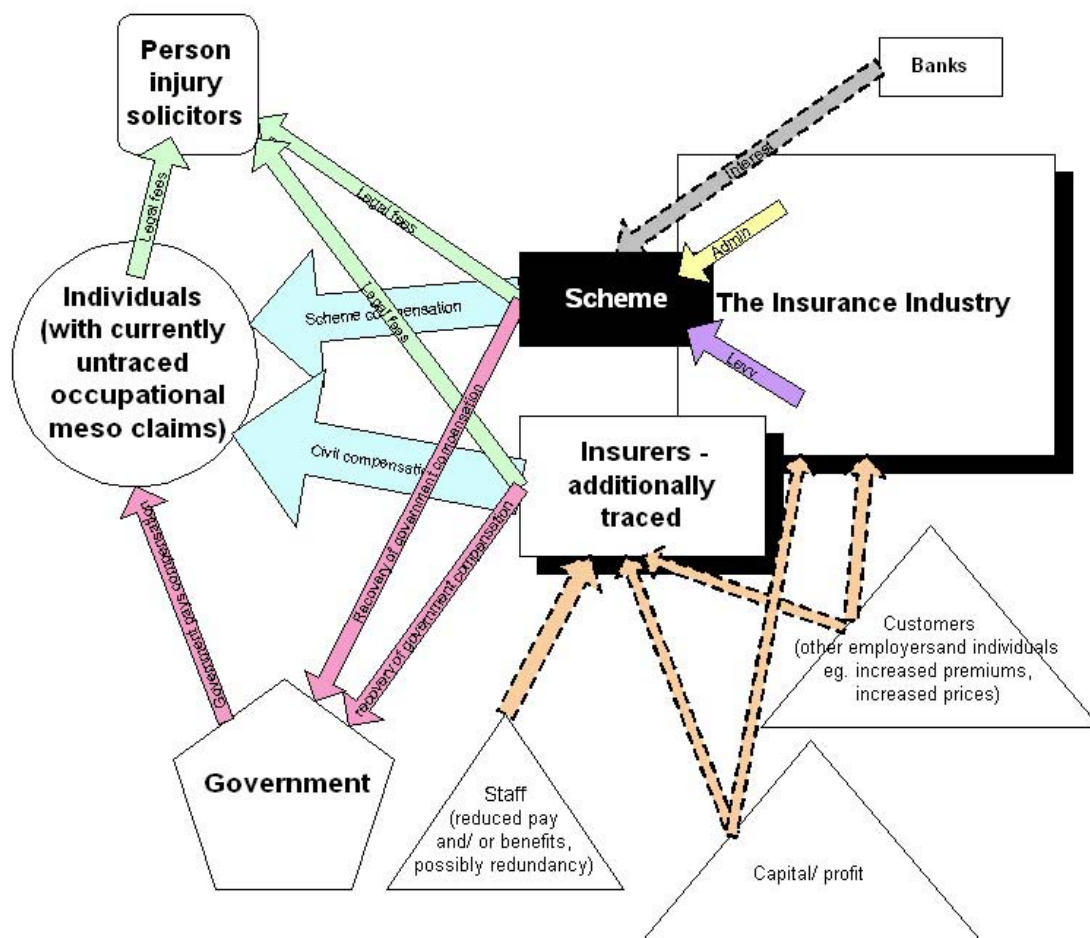 Person
injury
solicitors
Banks
Interest
Legal fees
Legal fees
Legal fees
Admin
Scheme
The Insurance Industry
Levy
Individuals
(with currently
untraced
occupational
meso claims)
Scheme compensation
Civil compensation
Insurers -
additionally
traced
Recovery of government compensation
recovery of government compensation
Government pays compensation
Government
Staff
(reduced pay
and/ or benefits,
possibly redundancy)
Customers
(other employersand individuals
eg. increased premiums,
increased prices)
Capital/ profit